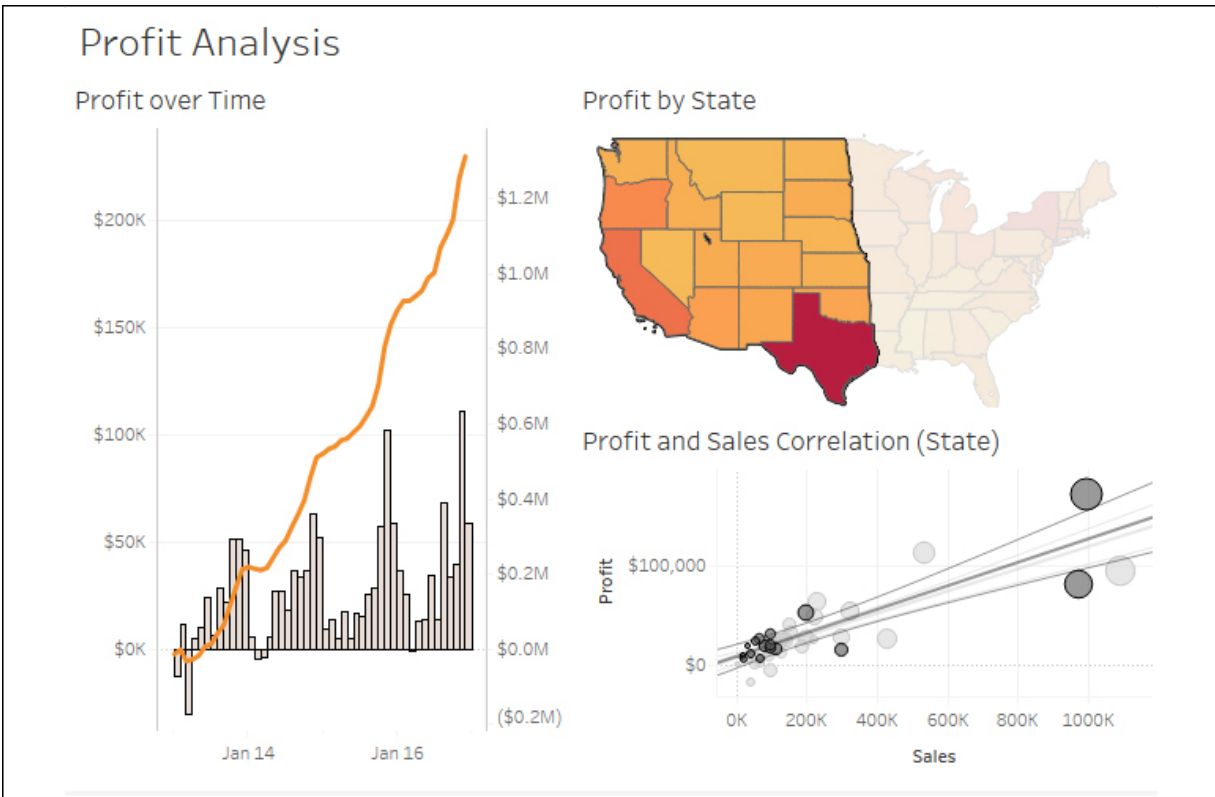 Profit Analysis
Profit over Time
$200K
$150K
$100K
$50K
$0K
$1.2M
$1.0M
$0.8M
$0.6M
$0.4M
$0.2M
$0.0M
($0.2M)
Jan 14
Jan 16
Profit by State
Profit and Sales Correlation (State)
Profit
$100,000
$0
0K
200K
400K
600K
800K
1000K
Sales